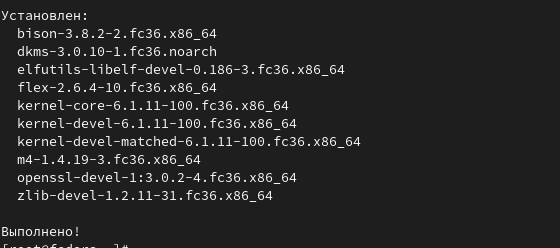 Установлен:
bison-3.8.2-2.fc36.x86_64
dkms-3.0.10-1.fc36.noarch
elfutils-libelf-devel-0.186-3.fc36.x86_64
flex-2.6.4-10.fc36.x86_64
kernel-core-6.1.11-100.fc36.x86_64
kernel-devel-6.1.11-100.fc36.x86_64
kernel-devel-matched-6.1.11-100.fc36.x86_64
m4-1.4.19-3.fc36.x86_64
openssl-devel-1:3.0.2-4.fc36.x86_64
zlib-devel-1.2.11-31.fc36.x86_64
Выполнено!